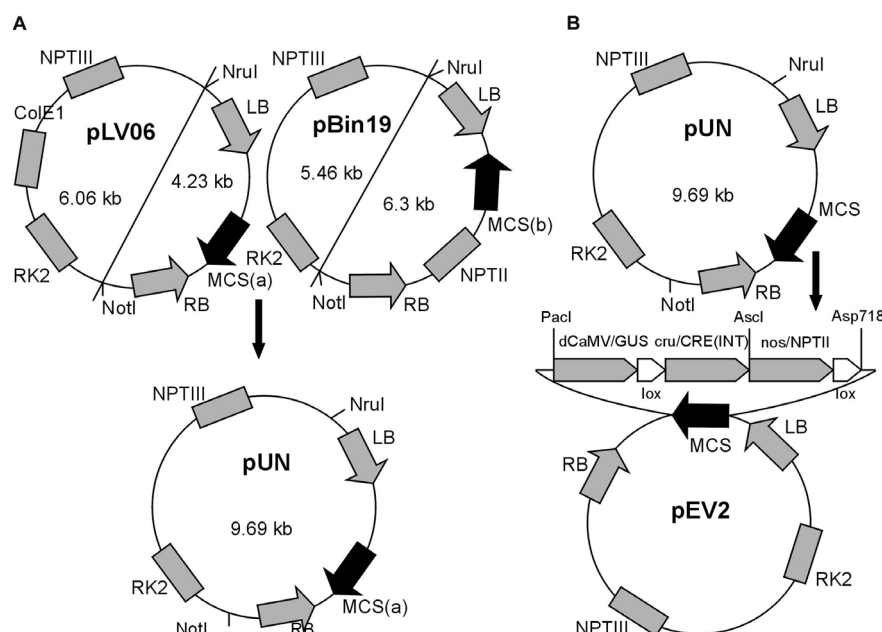 A
NPTIII
NruI
ColE1
LB
pLV06
6.06 kb
4.23 kb
RK2
MCS(a)
NotI
RB
NPTIII
NruI
LB
pBin19
5.46 kb
6.3 kb
MCS(b)
RK2
NPTII
NotI
RB
NPTIII
NruI
LB
pUN
9.69 kb
RK2
MCS(a)
NotI
RB
B
NPTIII
NruI
LB
pUN
9.69 kb
MCS
RK2
NotI
RB
PacI
AscI
Asp718
dCaMV/GUS
cru/CRE(INT)
nos/NPTII
lox
lox
MCS
LB
RB
pEV2
RK2
NPTIII